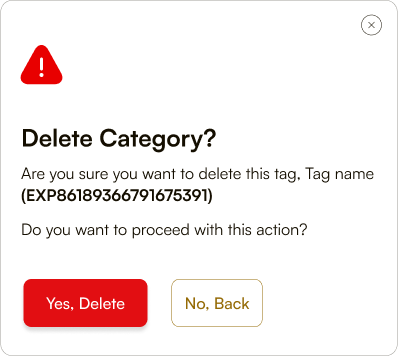 Delete Category?
Are you sure you want to delete this tag, Tag name
(EXP86189366791675391)
Do you want to proceed with this action?
Yes, Delete
No, Back